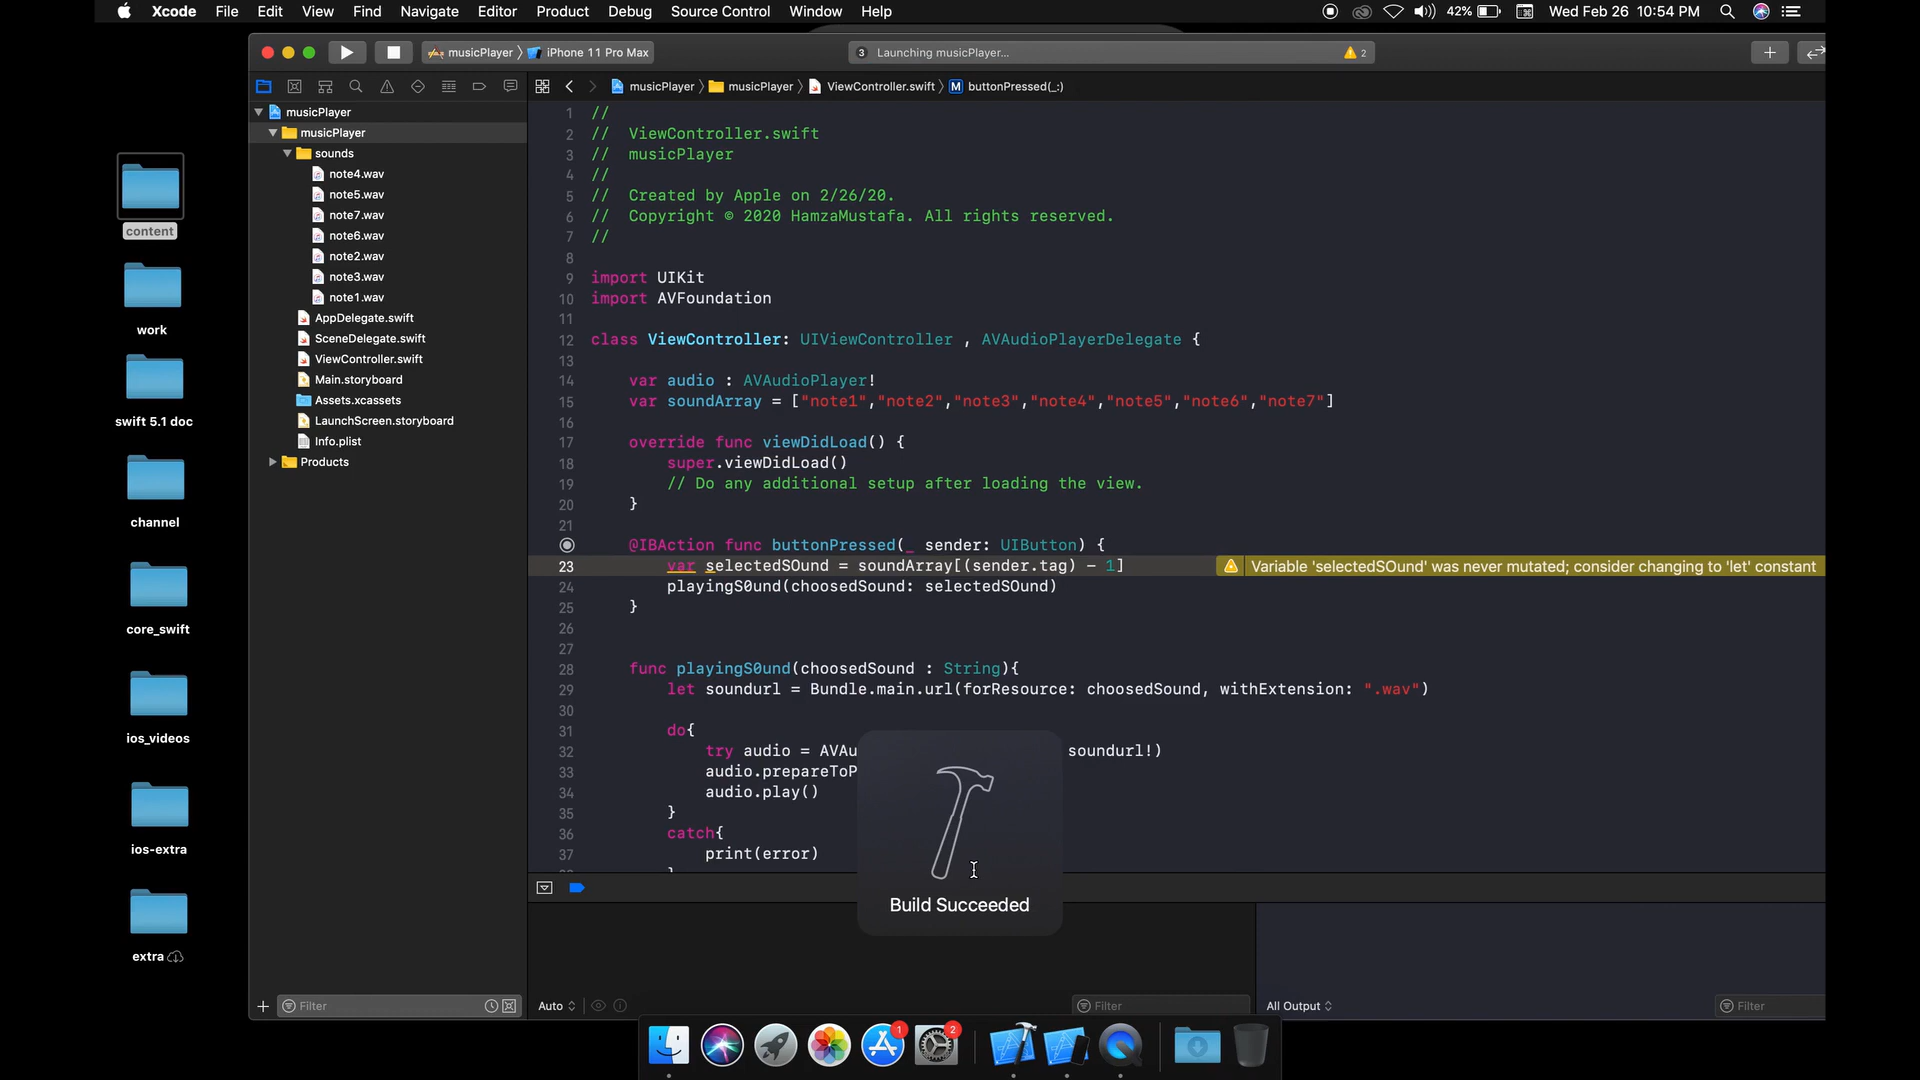 Xcode File Edit View Find Navigate Editor Product Debug Source Control Window Help 42% Wed Feb 26 10:54 PM
musicPlayer iPhone 11 Pro Max 3 Launching musicPlayer... 2
musicPlayer musicPlayer ViewController.swift M buttonPressed(_:)
musicPlayer
musicPlayer
sounds
note4.wav
note5.wav
note7.wav
note6.wav
note2.wav
note3.wav
note1.wav
AppDelegate.swift
SceneDelegate.swift
ViewController.swift
Main.storyboard
Assets.xcassets
LaunchScreen.storyboard
Info.plist
Products
content
work
swift 5.1 doc
channel
core_swift
ios_videos
ios-extra
extra
1 //
2 // ViewController.swift
3 // musicPlayer
4 //
5 // Created by Apple on 2/26/20.
6 // Copyright © 2020 HamzaMustafa. All rights reserved.
7 //
8
9 import UIKit
10 import AVFoundation
11
12 class ViewController: UIViewController , AVAudioPlayerDelegate {
13
14 var audio : AVAudioPlayer!
15 var soundArray = ["note1","note2","note3","note4","note5","note6","note7"]
16
17 override func viewDidLoad() {
18 super.viewDidLoad()
19 // Do any additional setup after loading the view.
20 }
21
22 @IBAction func buttonPressed(_ sender: UIButton) {
23 var selectedSOund = soundArray[(sender.tag) - 1] Variable 'selectedSOund' was never mutated; consider changing to 'let' constant
24 playingS0und(choosedSound: selectedSOund)
25 }
26
27
28 func playingS0und(choosedSound : String){
29 let soundurl = Bundle.main.url(forResource: choosedSound, withExtension: ".wav")
30
31 do{
32 try audio = AVAu soundurl!)
33 audio.prepareToP
34 audio.play()
35 }
36 catch{
37 print(error)
Build Succeeded
Filter
Auto
Filter
All Output
Filter
1
2